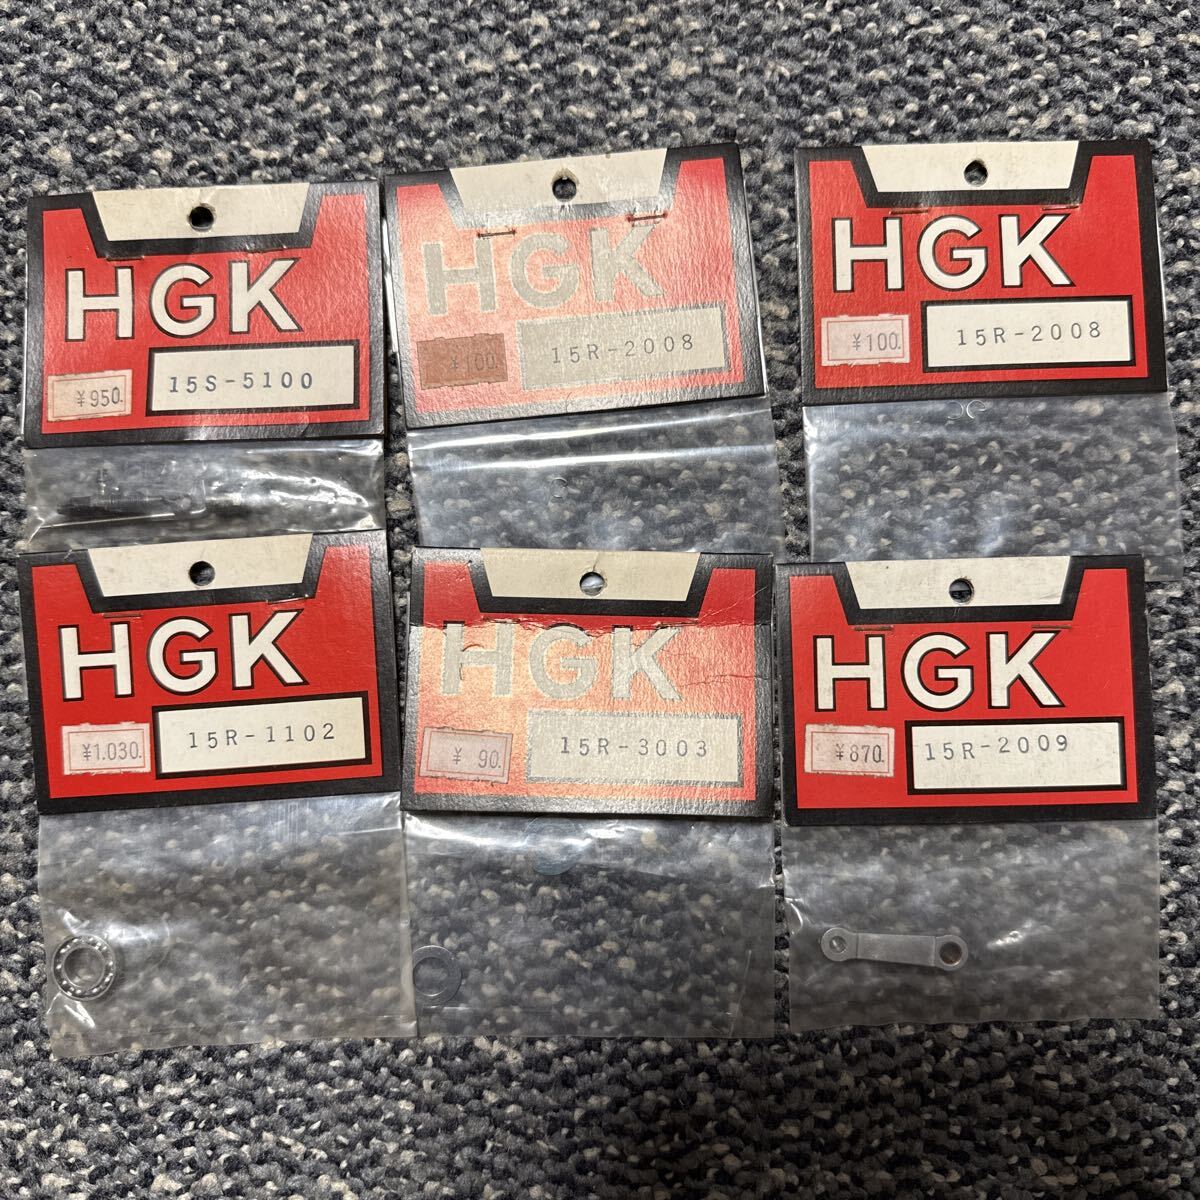 HGK
¥950.
15S-5100
HGK
¥100.
15R-2008
HGK
¥100.
15R-2008
HGK
¥1.030.
15R-1102
HGK
¥ 90.
15R-3003
HGK
¥870.
15R-2009